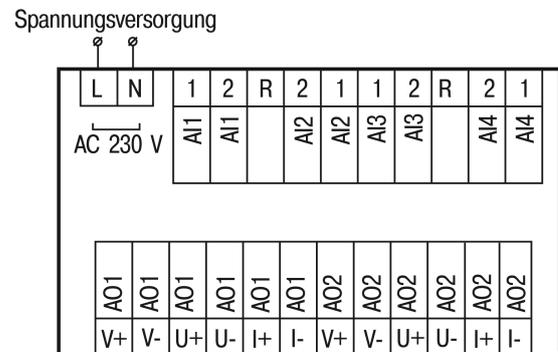 Spannungsversorgung
L N 1 2 R 2 1 1 2 R 2 1
AC 230 V AI1 AI1 AI2 AI2 AI3 AI3 AI4 AI4
AO1 AO1 AO1 AO1 AO1 AO1 AO2 AO2 AO2 AO2 AO2 AO2
V+ V- U+ U- I+ I- V+ V- U+ U- I+ I-